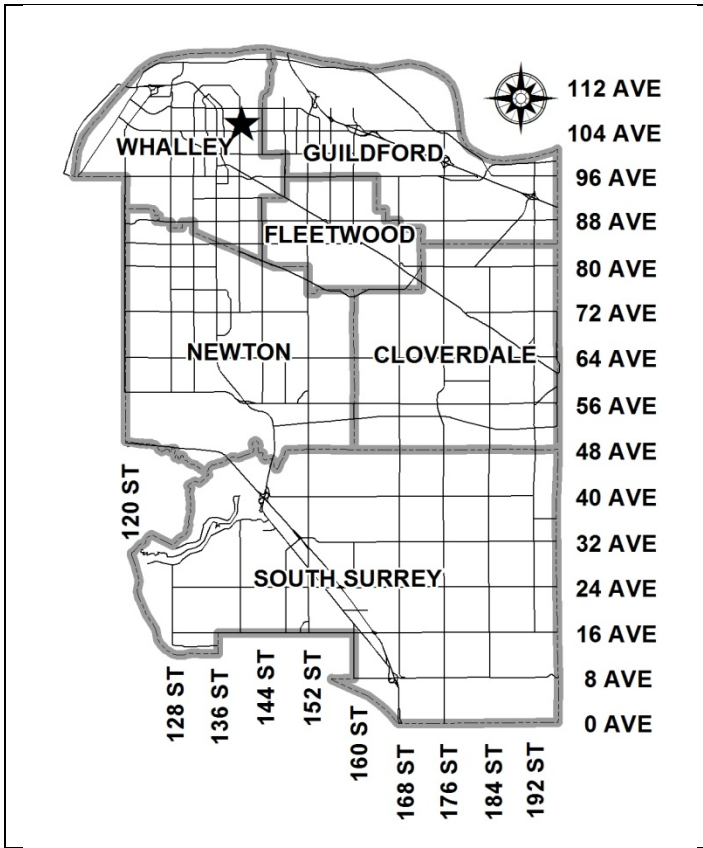 112 AVE
104 AVE
WHALLEY
GUILDFORD
96 AVE
88 AVE
FLEETWOOD
80 AVE
72 AVE
NEWTON
CLOVERDALE
64 AVE
56 AVE
48 AVE
120 ST
40 AVE
32 AVE
SOUTH SURREY
24 AVE
16 AVE
8 AVE
0 AVE
128 ST
136 ST
144 ST
152 ST
160 ST
168 ST
176 ST
184 ST
192 ST